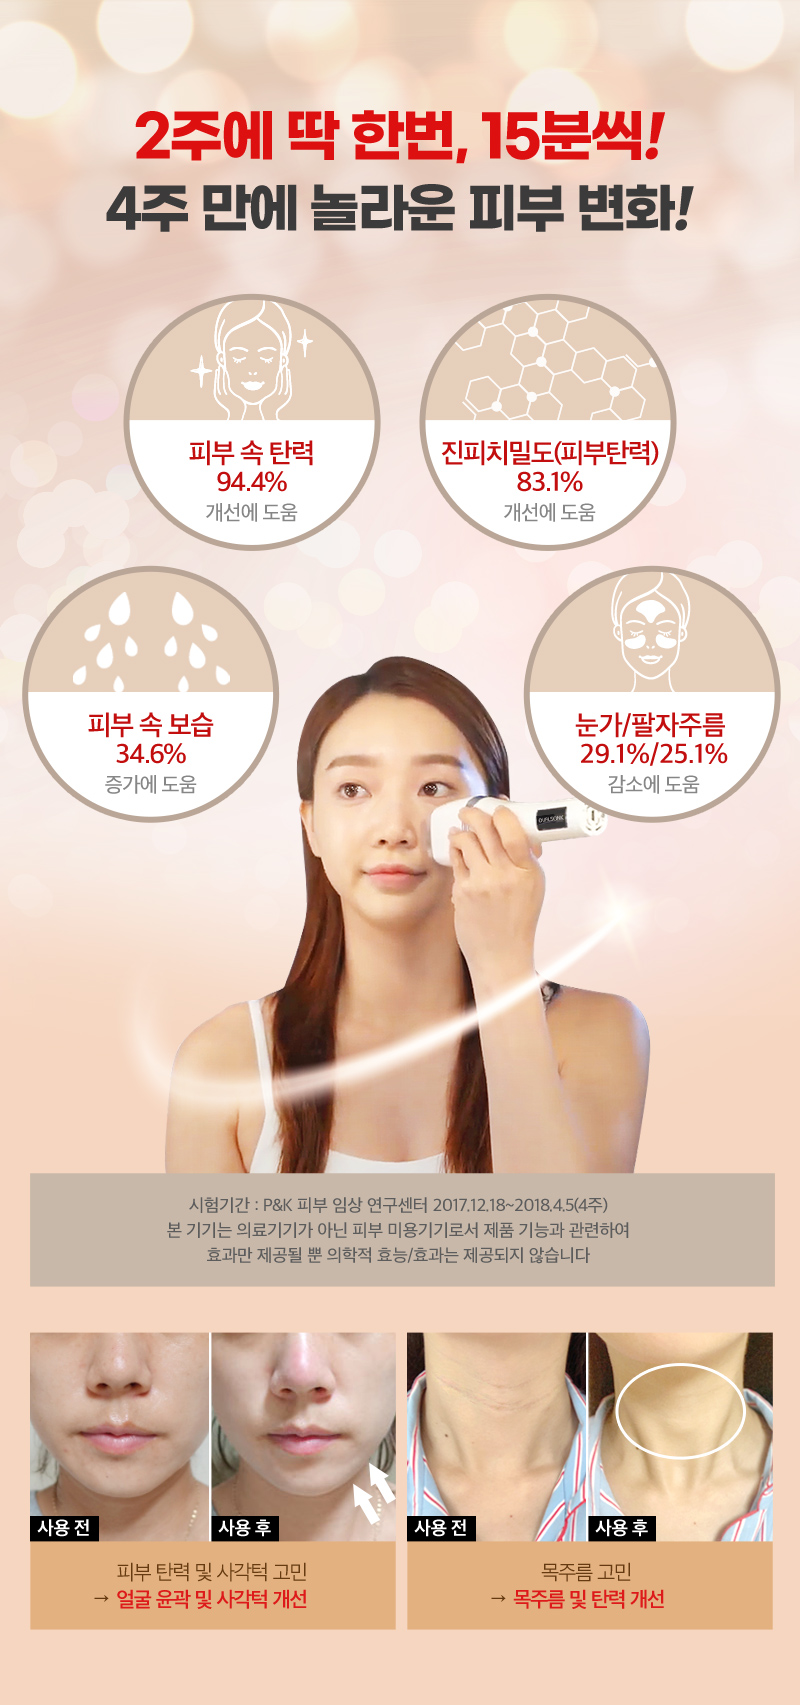 2주에 딱 한번, 15분씩!
4주 만에 놀라운 피부 변화!
피부 속 탄력
94.4%
개선에 도움
진피치밀도(피부탄력)
83.1%
개선에 도움
피부 속 보습
34.6%
증가에 도움
눈가/팔자주름
29.1%/25.1%
감소에 도움
DUALSONIC
시험기간 : P&K 피부 임상 연구센터 2017.12.18~2018.4.5(4주)
본 기기는 의료기기가 아닌 피부 미용기기로서 제품 기능과 관련하여
효과만 제공될 뿐 의학적 효능/효과는 제공되지 않습니다
사용 전
사용 후
피부 탄력 및 사각턱 고민
→ 얼굴 윤곽 및 사각턱 개선
사용 전
사용 후
목주름 고민
→ 목주름 및 탄력 개선